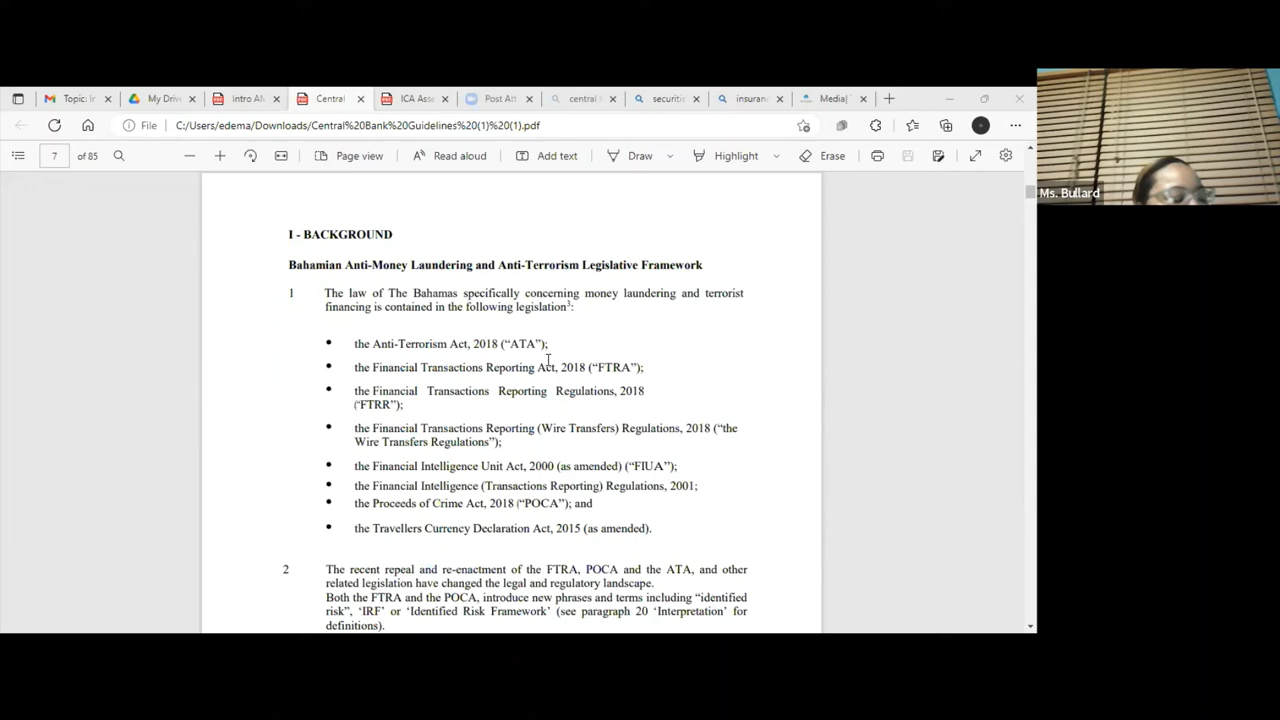 Topic: Ir
My Drive
Intro AM
Central
ICA Asse
Post Att
central
securitie
insuran
Media|
File
C:/Users/edema/Downloads/Central%20Bank%20Guidelines%20(1)%20(1).pdf
7 of 85
Page view
Read aloud
Add text
Draw
Highlight
Erase
Ms. Bullard
I - BACKGROUND
Bahamian Anti-Money Laundering and Anti-Terrorism Legislative Framework
1 The law of The Bahamas specifically concerning money laundering and terrorist
financing is contained in the following legislation3:
• the Anti-Terrorism Act, 2018 (“ATA”);
• the Financial Transactions Reporting Act, 2018 (“FTRA”);
• the Financial Transactions Reporting Regulations, 2018
(“FTRR”);
• the Financial Transactions Reporting (Wire Transfers) Regulations, 2018 (“the
Wire Transfers Regulations”);
• the Financial Intelligence Unit Act, 2000 (as amended) (“FIUA”);
• the Financial Intelligence (Transactions Reporting) Regulations, 2001;
• the Proceeds of Crime Act, 2018 (“POCA”); and
• the Travellers Currency Declaration Act, 2015 (as amended).
2 The recent repeal and re-enactment of the FTRA, POCA and the ATA, and other
related legislation have changed the legal and regulatory landscape.
Both the FTRA and the POCA, introduce new phrases and terms including “identified
risk”, ‘IRF’ or ‘Identified Risk Framework’ (see paragraph 20 ‘Interpretation’ for
definitions).